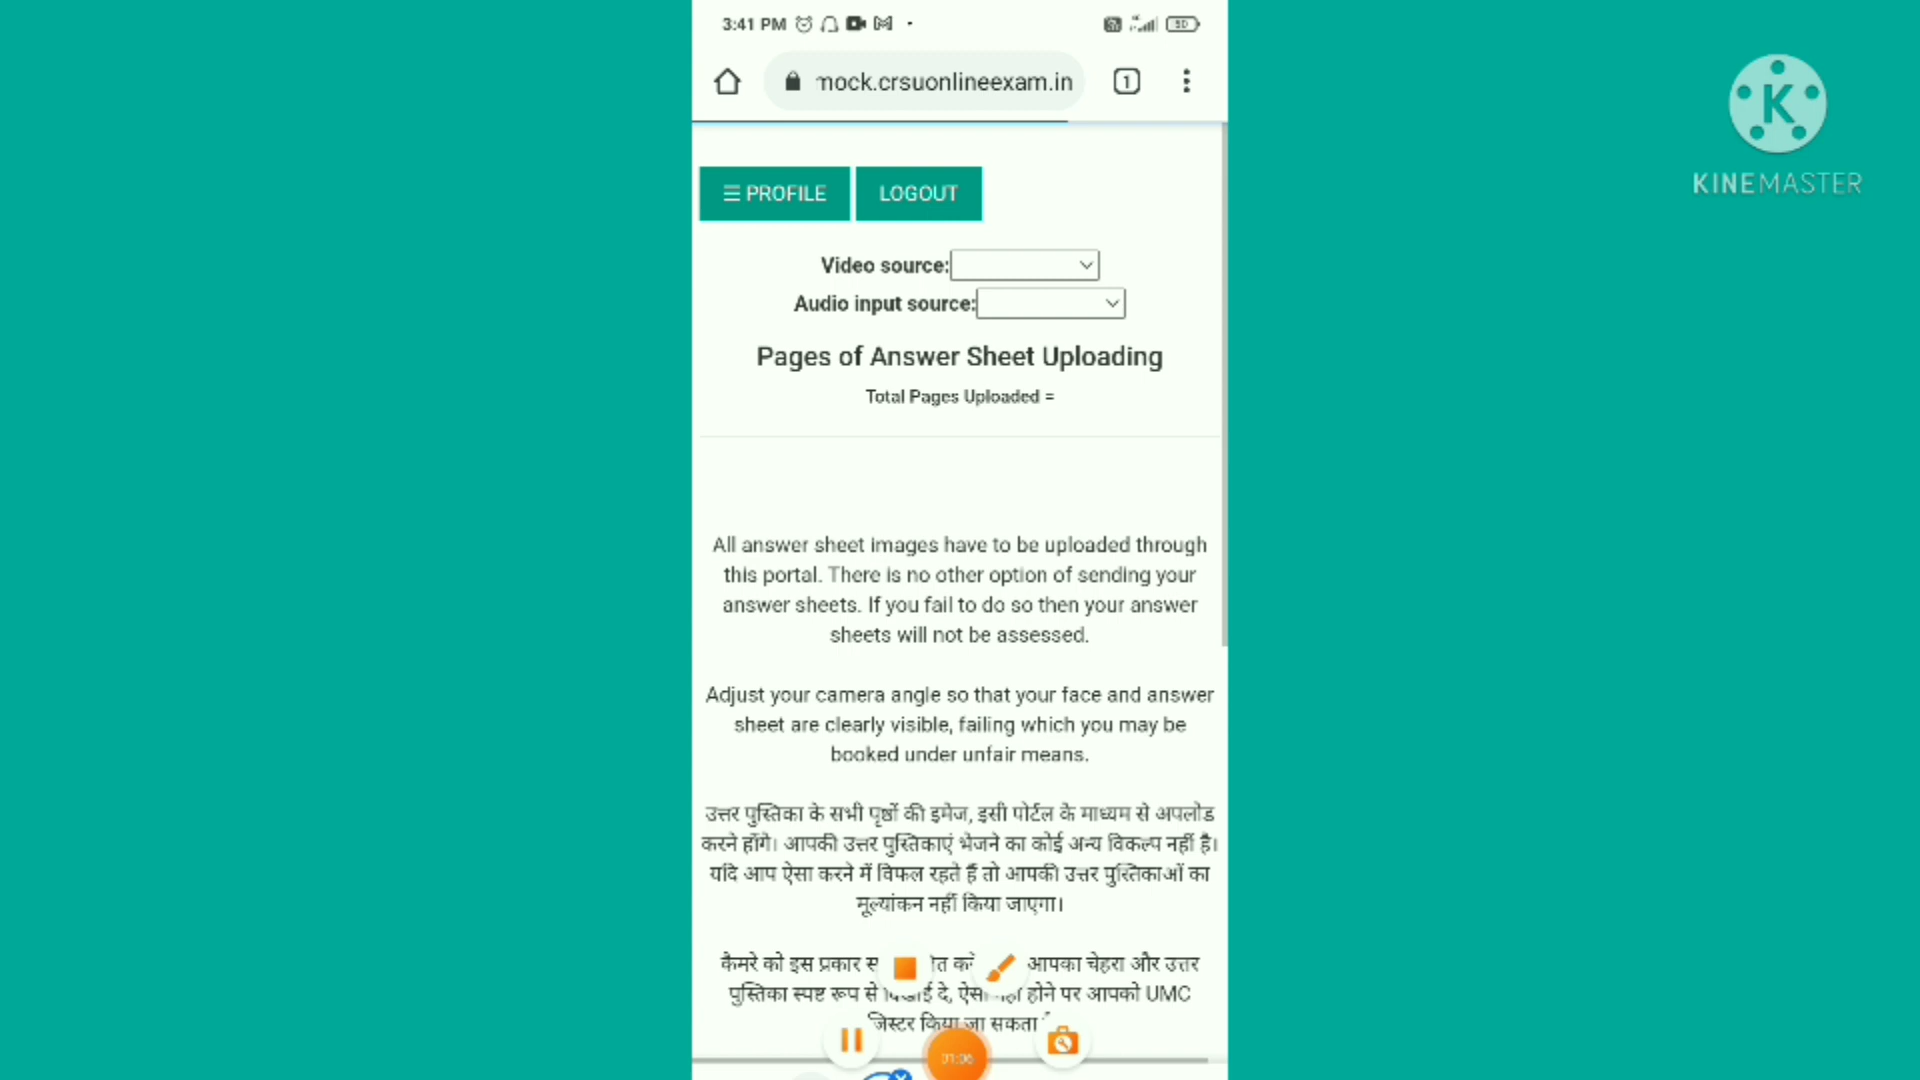 3:41 PM
50
mock.crsuonlineexam.in
1
K
KINEMASTER
☰ PROFILE
LOGOUT
Video source:
Audio input source:
Pages of Answer Sheet Uploading
Total Pages Uploaded =
All answer sheet images have to be uploaded through
this portal. There is no other option of sending your
answer sheets. If you fail to do so then your answer
sheets will not be assessed.
Adjust your camera angle so that your face and answer
sheet are clearly visible, failing which you may be
booked under unfair means.
उत्तर पुस्तिका के सभी पृष्ठों की इमेज, इसी पोर्टल के माध्यम से अपलोड
करने होंगे। आपकी उत्तर पुस्तिकाएं भेजने का कोई अन्य विकल्प नहीं है।
यदि आप ऐसा करने में विफल रहते हैं तो आपकी उत्तर पुस्तिकाओं का
मूल्यांकन नहीं किया जाएगा।
कैमरे को इस प्रकार आपका चेहरा और उत्तर
पुस्तिका स्पष्ट रूप से दे, होने पर आपको UMC
किया जा सकता
01:06